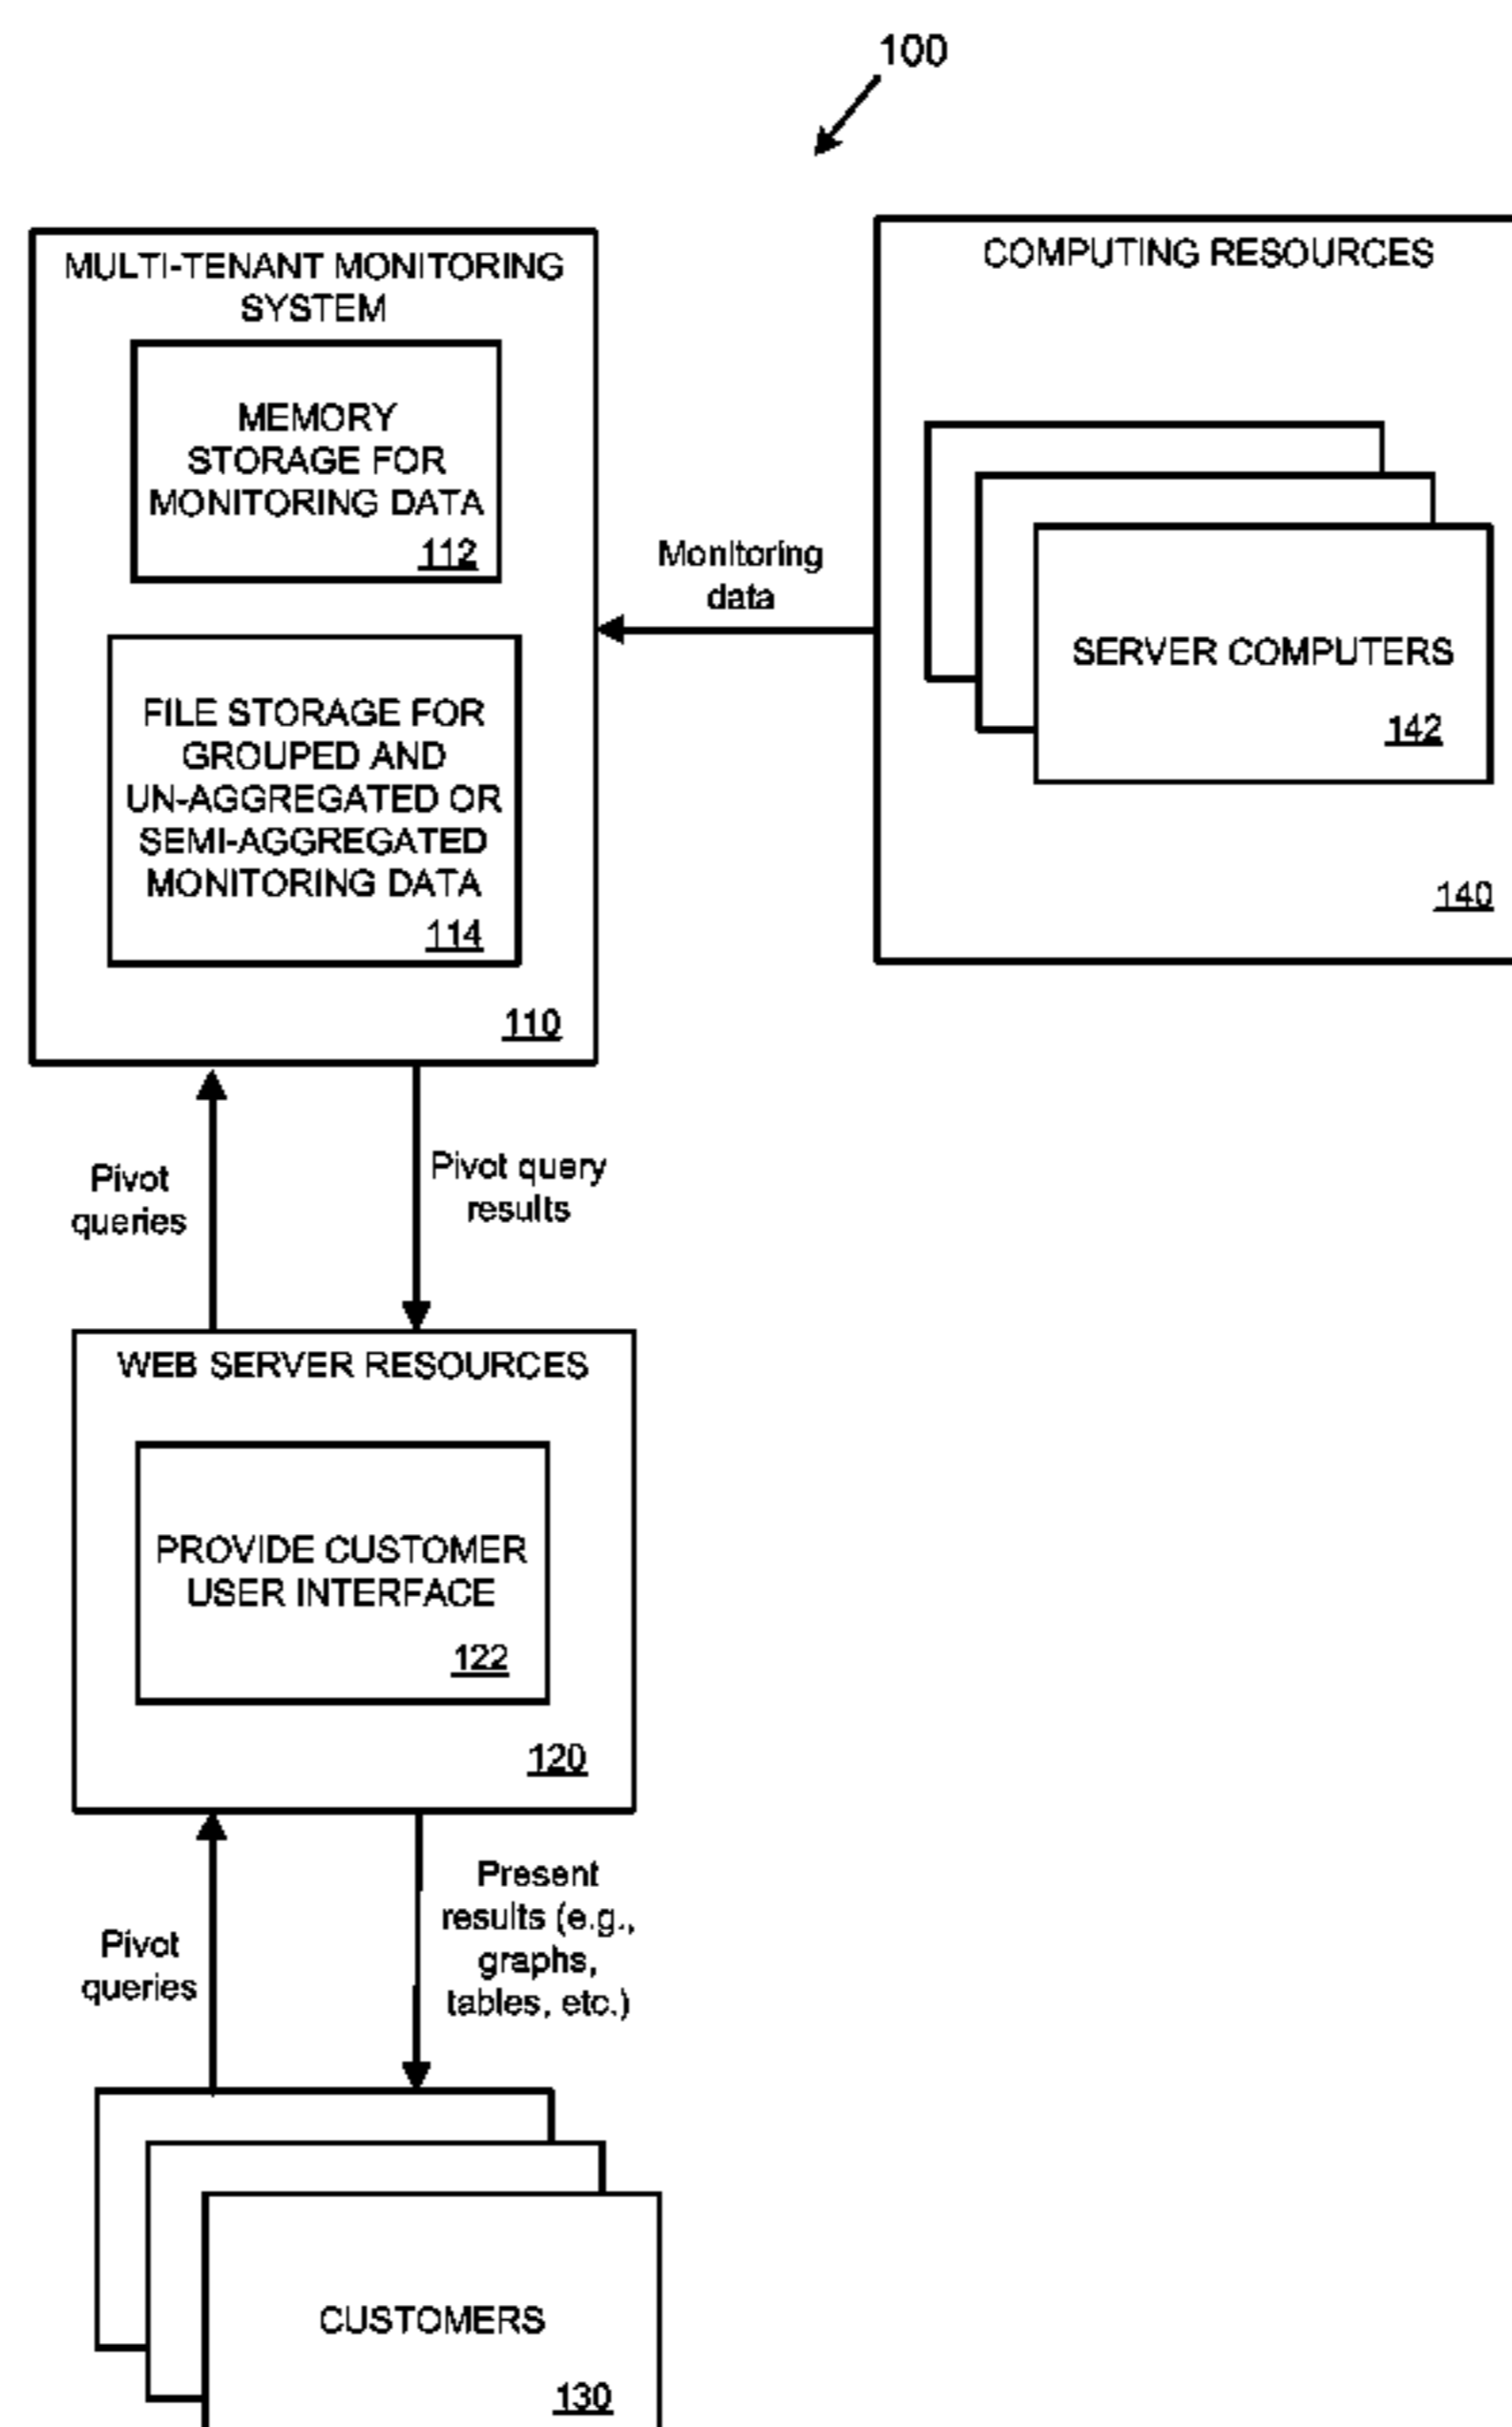 100
MULTI-TENANT MONITORING
SYSTEM
MEMORY
STORAGE FOR
MONITORING DATA
112
FILE STORAGE FOR
GROUPED AND
UN-AGGREGATED OR
SEMI-AGGREGATED
MONITORING DATA
114
110
Monitoring
data
COMPUTING RESOURCES
SERVER COMPUTERS
142
140
Pivot
queries
Pivot query
results
WEB SERVER RESOURCES
PROVIDE CUSTOMER
USER INTERFACE
122
120
Pivot
queries
Present
results (e.g.,
graphs,
tables, etc.)
CUSTOMERS
130